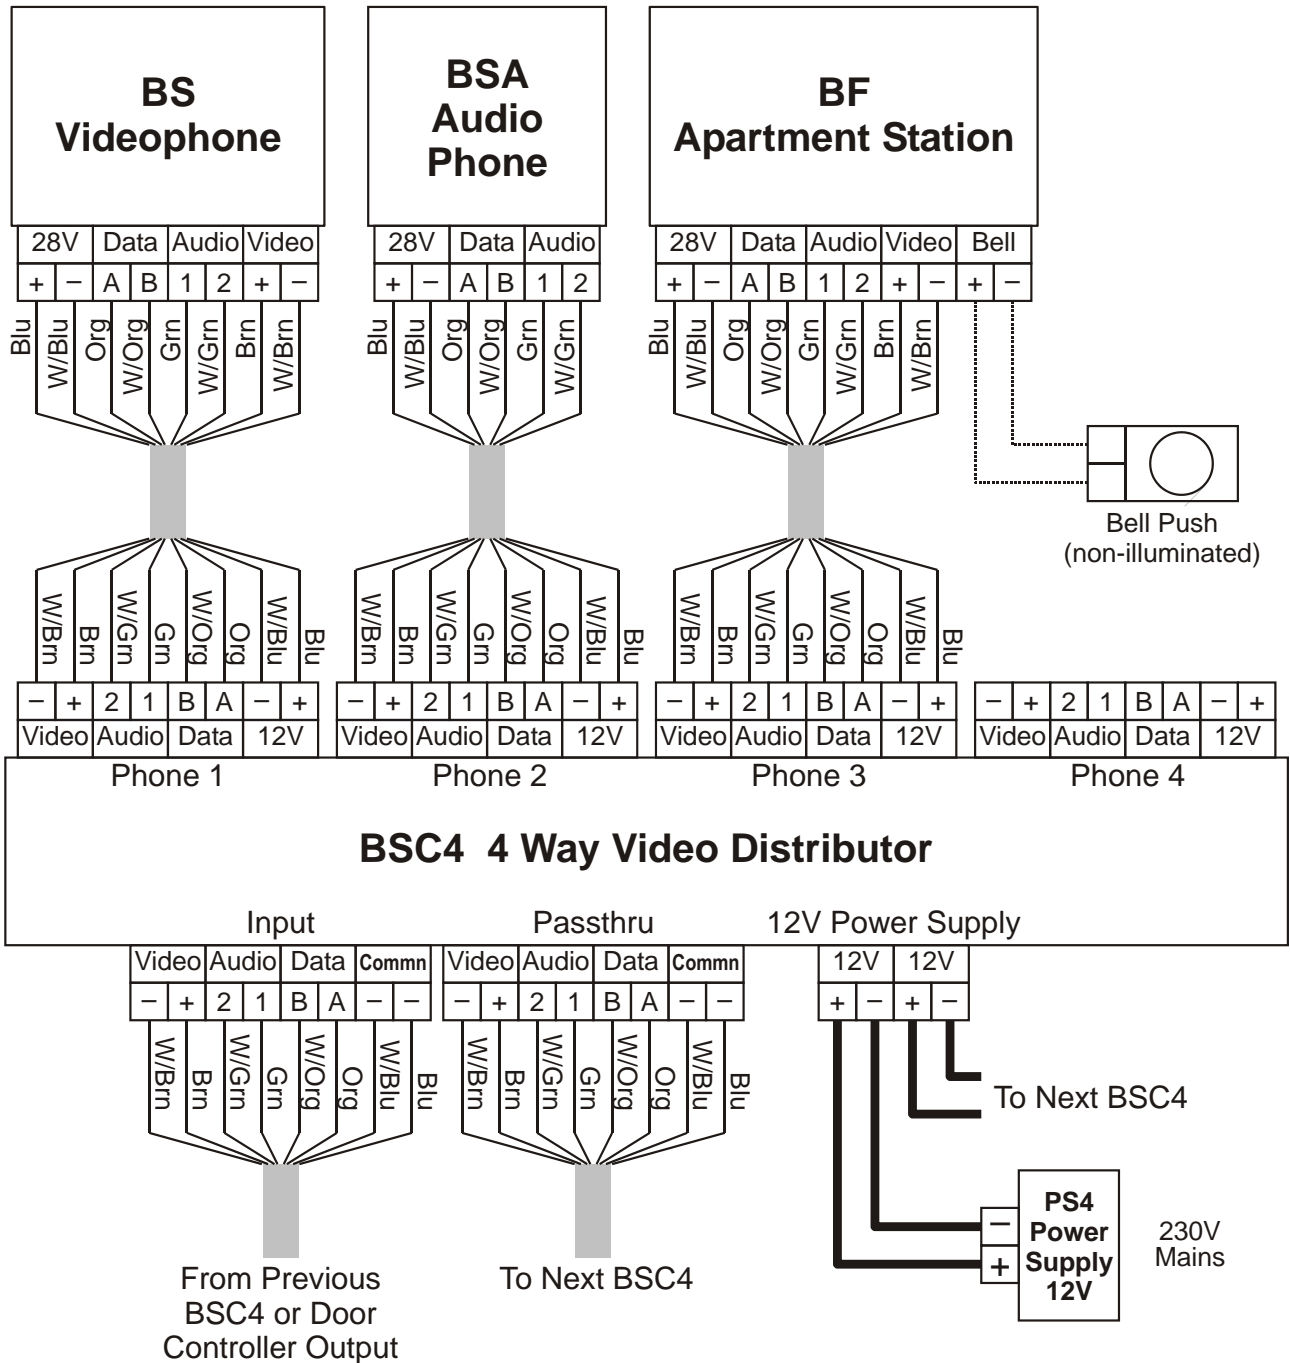 BS
Videophone
BSA
Audio
Phone
BF
Apartment Station
28V Data Audio Video
+ − A B 1 2 + −
Blu W/Blu Org W/Org Grn W/Grn Brn W/Brn
28V Data Audio
+ − A B 1 2
Blu W/Blu Org W/Org Grn W/Grn
28V Data Audio Video Bell
+ − A B 1 2 + − + −
Blu W/Blu Org W/Org Grn W/Grn Brn W/Brn
Bell Push
(non-illuminated)
W/Brn Brn W/Grn Grn W/Org Org W/Blu Blu
− + 2 1 B A − +
Video Audio Data 12V
Phone 1
W/Brn Brn W/Grn Grn W/Org Org W/Blu Blu
− + 2 1 B A − +
Video Audio Data 12V
Phone 2
W/Brn Brn W/Grn Grn W/Org Org W/Blu Blu
− + 2 1 B A − +
Video Audio Data 12V
Phone 3
− + 2 1 B A − +
Video Audio Data 12V
Phone 4
BSC4 4 Way Video Distributor
Input
Video Audio Data Commn
− + 2 1 B A − −
W/Brn Brn W/Grn Grn W/Org Org W/Blu Blu
From Previous
BSC4 or Door
Controller Output
Passthru
Video Audio Data Commn
− + 2 1 B A − −
W/Brn Brn W/Grn Grn W/Org Org W/Blu Blu
To Next BSC4
12V Power Supply
12V 12V
+ − + −
To Next BSC4
− +
PS4
Power
Supply
12V
230V
Mains